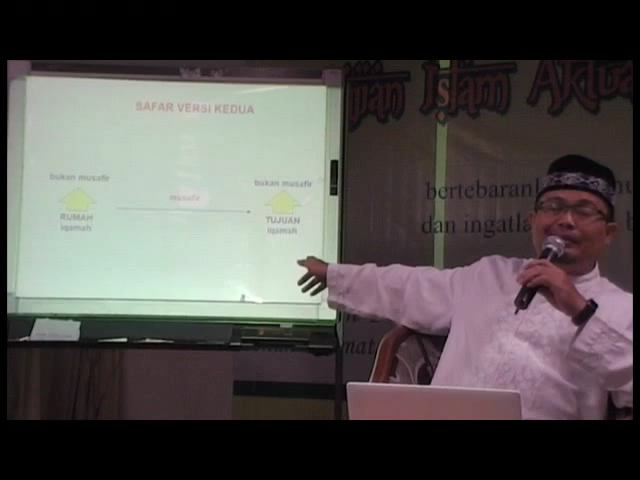 SAFAR VERSI KEDUA
bukan musafir
bukan musafir
musafir
RUMAH
iqamah
TUJUAN
iqamah
Islam
bertebaran
dan ingatla